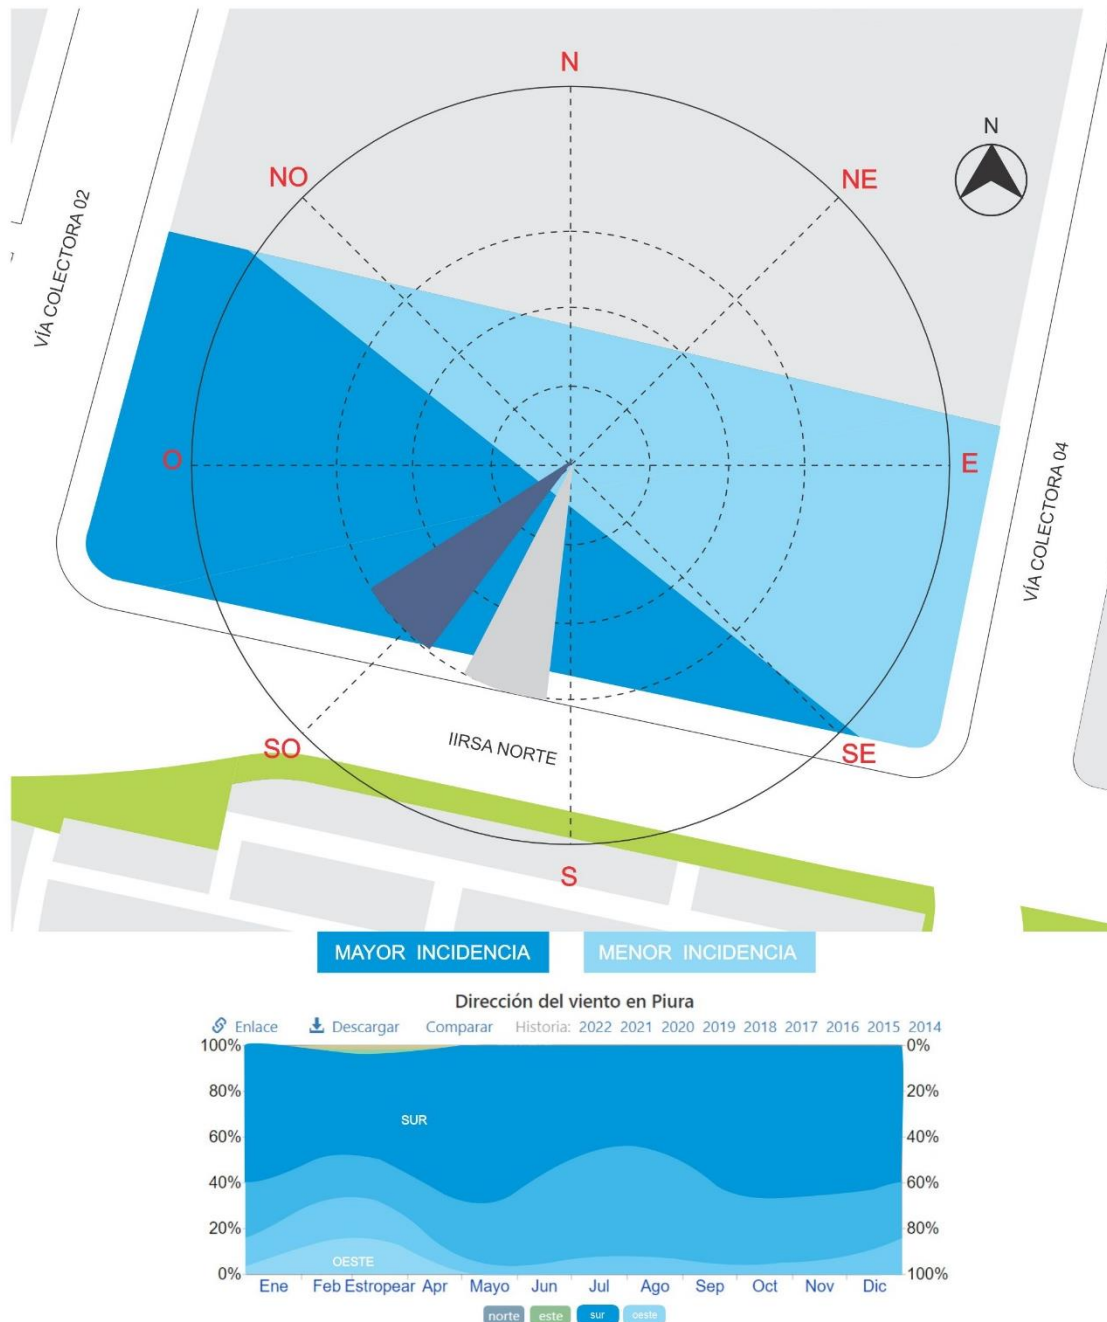 N
N
NO
NE
VÍA COLECTORA 02
O
E
VÍA COLECTORA 04
IIRSA NORTE
SO
SE
S
MAYOR INCIDENCIA
MENOR INCIDENCIA
Dirección del viento en Piura
Enlace Descargar Comparar Historia: 2022 2021 2020 2019 2018 2017 2016 2015 2014
100% 0%
80% 20%
SUR
60% 40%
40% 60%
20% 80%
OESTE
0% 100%
Ene Feb Estropear Apr Mayo Jun Jul Ago Sep Oct Nov Dic
norte este sur oeste